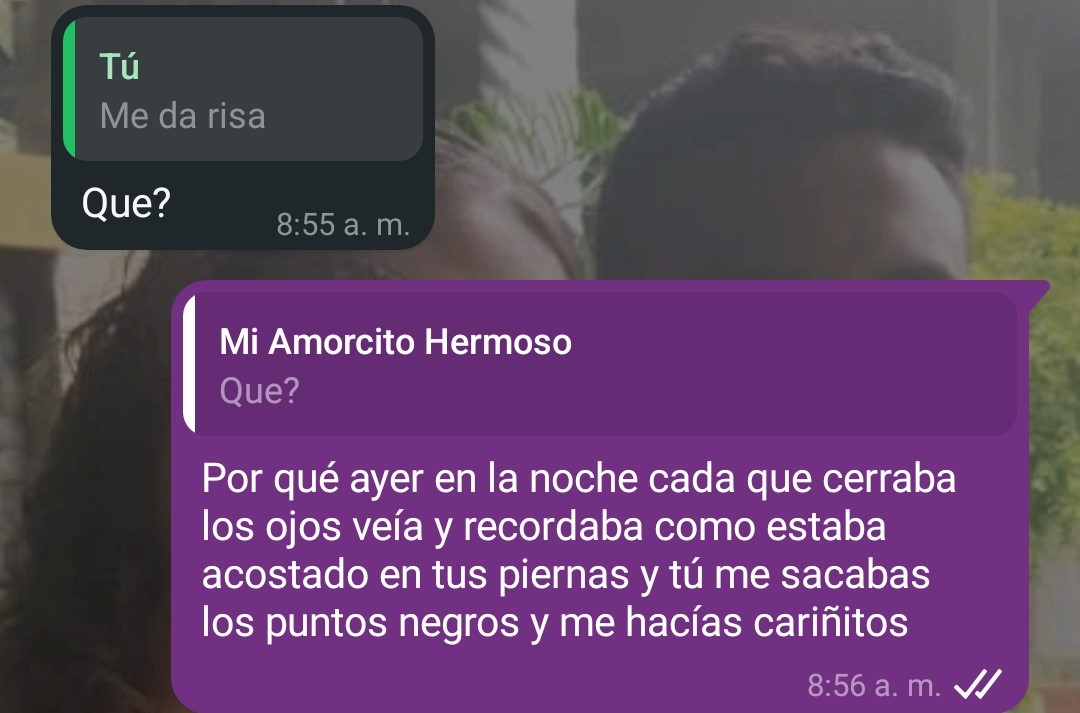 Tú
Me da risa
Que?
8:55 a. m.
Mi Amorcito Hermoso
Que?
Por qué ayer en la noche cada que cerraba
los ojos veía y recordaba como estaba
acostado en tus piernas y tú me sacabas
los puntos negros y me hacías cariñitos
8:56 a. m.